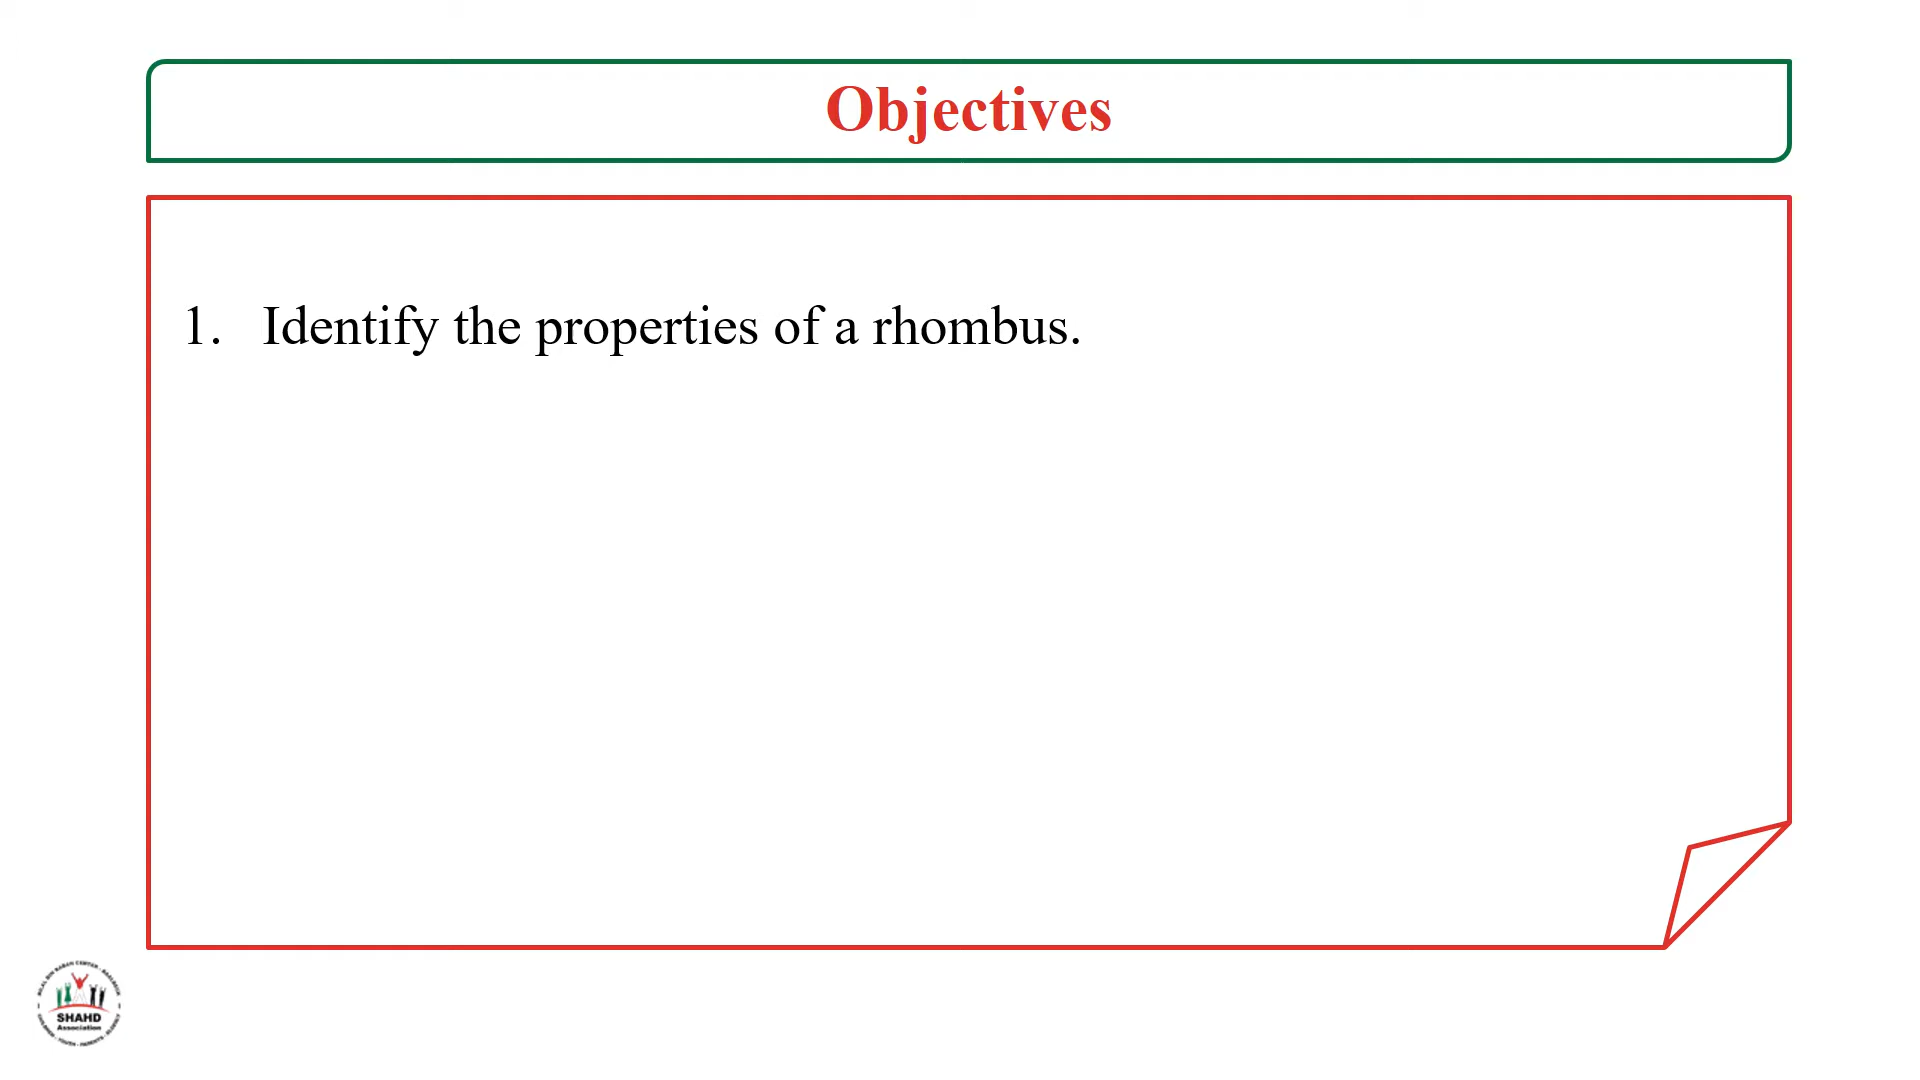 Objectives
1. Identify the properties of a rhombus.
SHAHD
Association